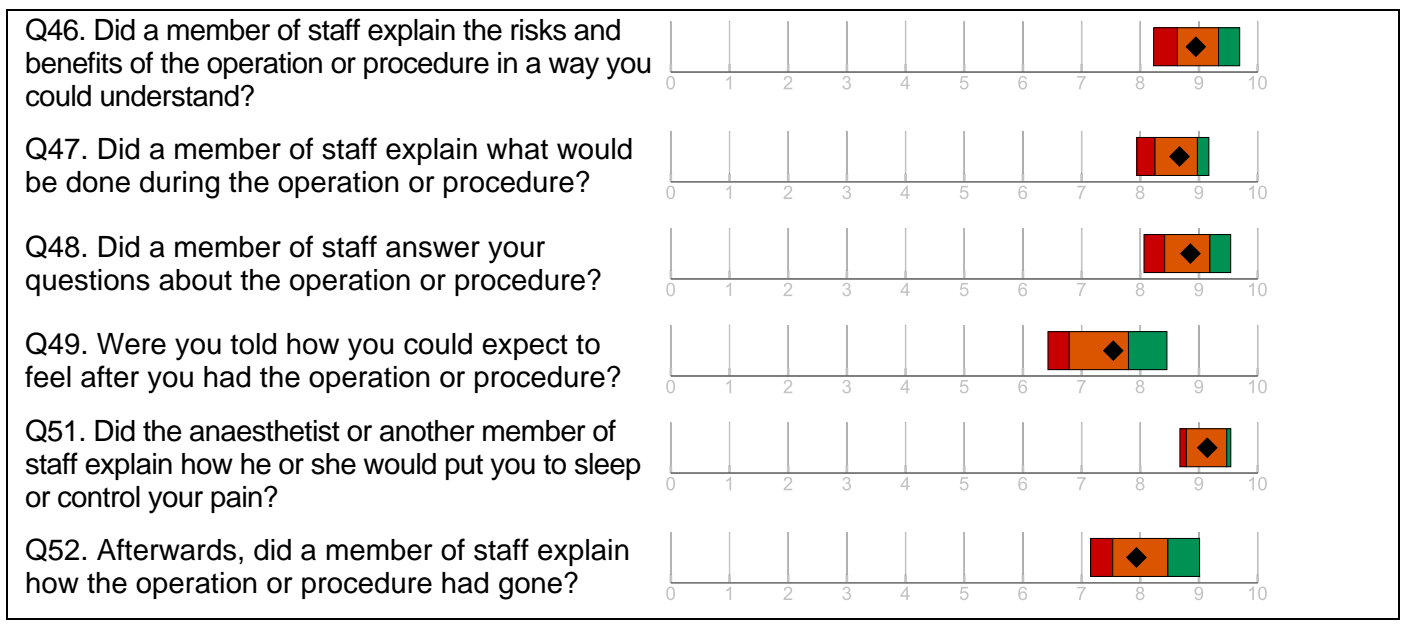 Q46. Did a member of staff explain the risks and
benefits of the operation or procedure in a way you
could understand?
0 1 2 3 4 5 6 7 8 9 10
Q47. Did a member of staff explain what would
be done during the operation or procedure?
0 1 2 3 4 5 6 7 8 9 10
Q48. Did a member of staff answer your
questions about the operation or procedure?
0 1 2 3 4 5 6 7 8 9 10
Q49. Were you told how you could expect to
feel after you had the operation or procedure?
0 1 2 3 4 5 6 7 8 9 10
Q51. Did the anaesthetist or another member of
staff explain how he or she would put you to sleep
or control your pain?
0 1 2 3 4 5 6 7 8 9 10
Q52. Afterwards, did a member of staff explain
how the operation or procedure had gone?
0 1 2 3 4 5 6 7 8 9 10